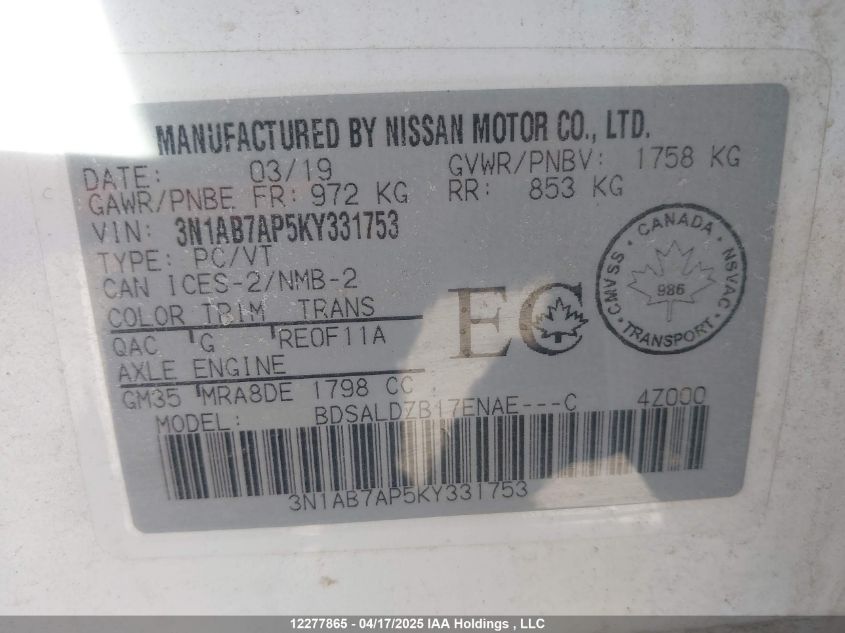 MANUFACTURED BY NISSAN MOTOR CO., LTD.
DATE: 03/19 GVWR/PNBV: 1758 KG
GAWR/PNBE FR: 972 KG RR: 853 KG
VIN: 3N1AB7AP5KY331753
TYPE: PC/VT
CAN ICES-2/NMB-2
COLOR TRIM TRANS
QAC G RE0F11A
AXLE ENGINE
GM35 MRA8DE 1798 CC
MODEL: BDSALDZB17ENAE---C 4Z000
3N1AB7AP5KY331753
EC
CMVSS • CANADA • NSVAC • TRANSPORT •
986
12277865 - 04/17/2025 IAA Holdings , LLC